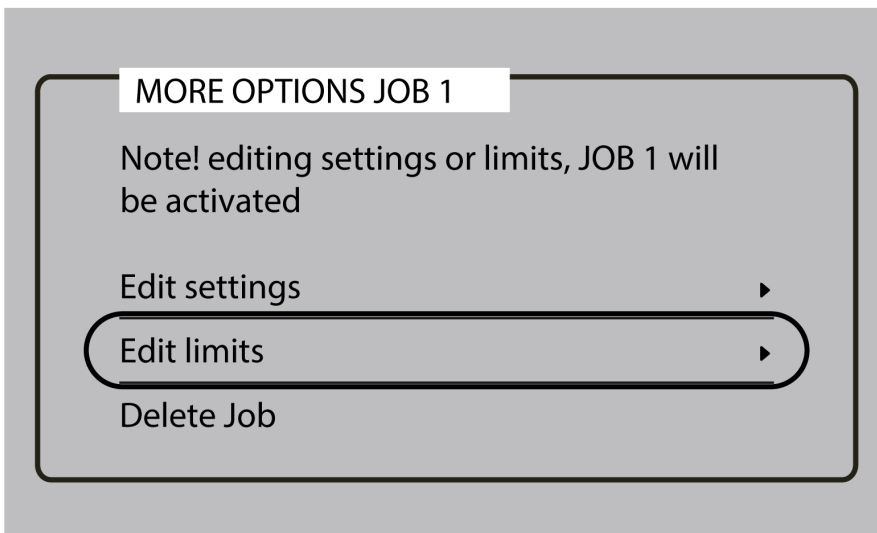 MORE OPTIONS JOB 1
Note! editing settings or limits, JOB 1 will
be activated
Edit settings
Edit limits
Delete Job